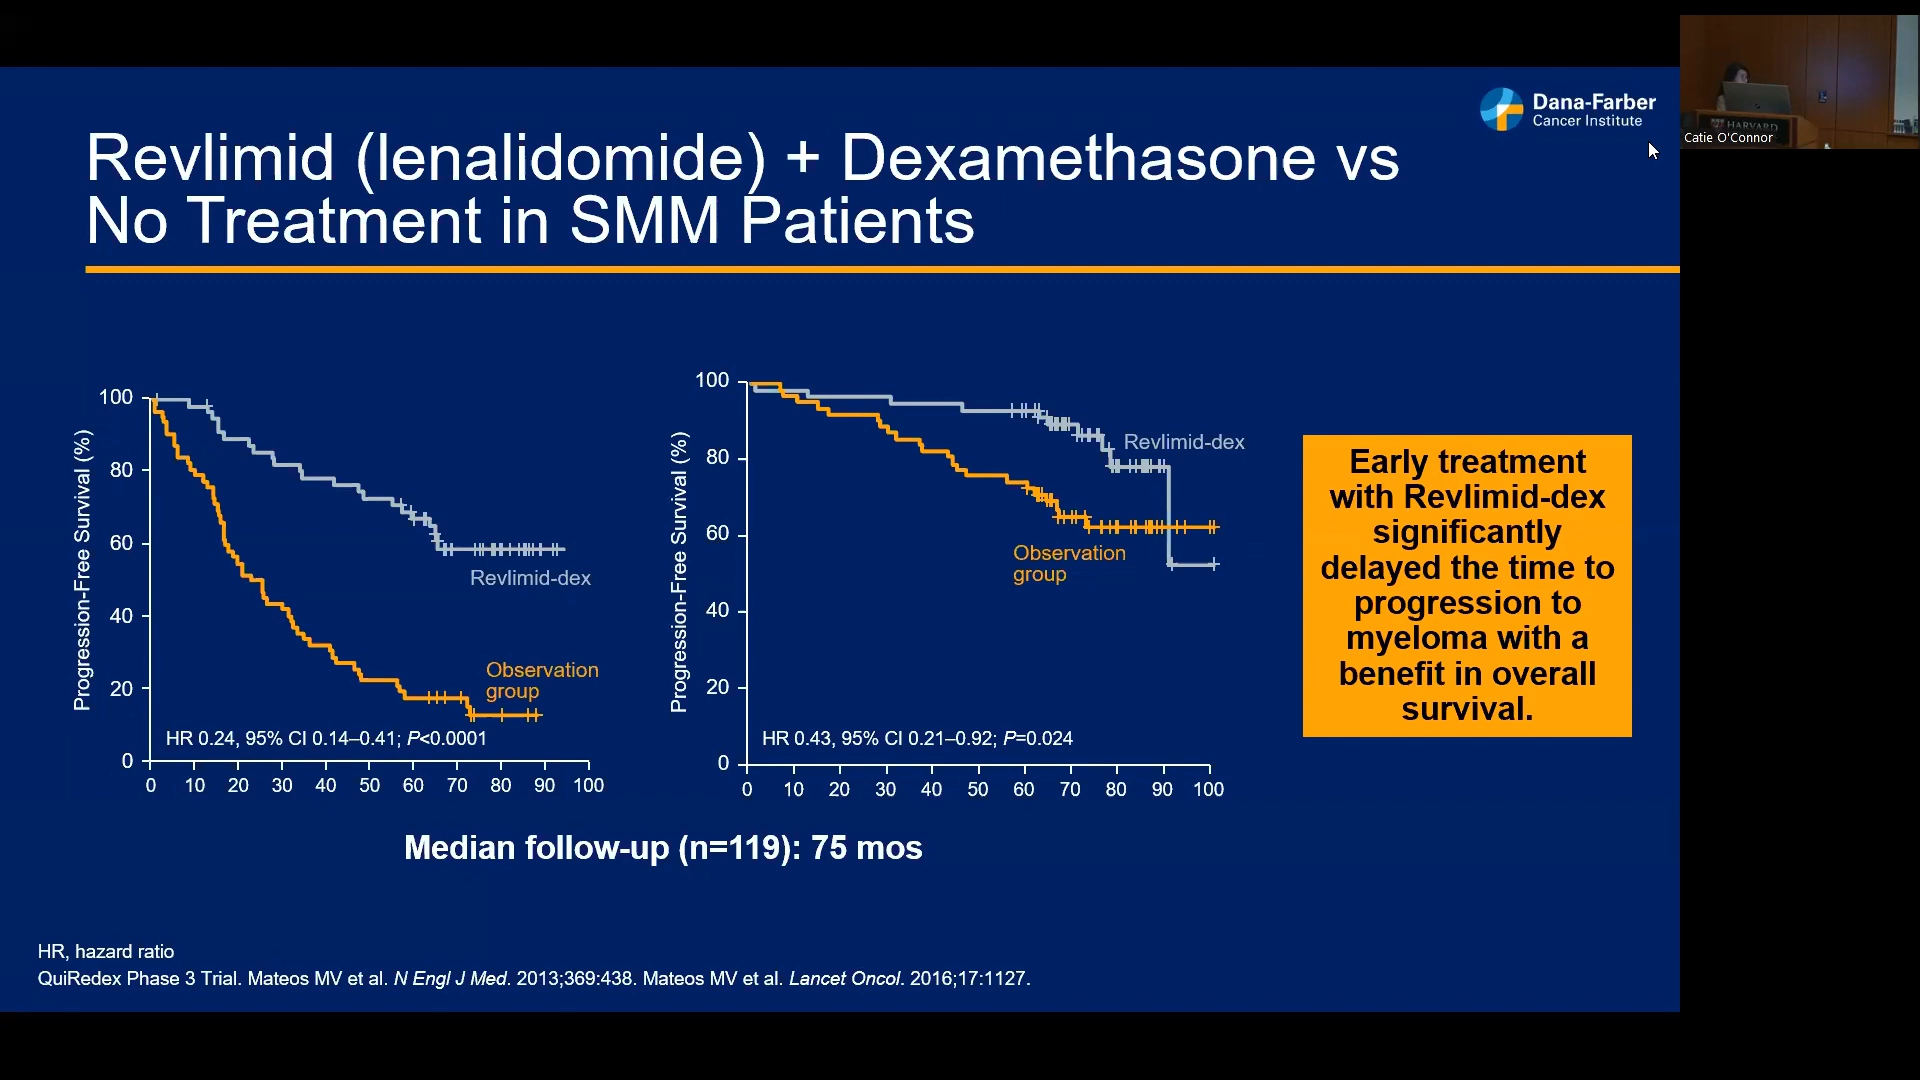 Dana-Farber
Cancer Institute
HARVARD
Catie O'Connor
Revlimid (lenalidomide) + Dexamethasone vs
No Treatment in SMM Patients
Progression-Free Survival (%)
100
80
60
40
20
0
0 10 20 30 40 50 60 70 80 90 100
Revlimid-dex
Observation
group
HR 0.24, 95% CI 0.14–0.41; P<0.0001
Progression-Free Survival (%)
100
80
60
40
20
0
0 10 20 30 40 50 60 70 80 90 100
Revlimid-dex
Observation
group
HR 0.43, 95% CI 0.21–0.92; P=0.024
Early treatment
with Revlimid-dex
significantly
delayed the time to
progression to
myeloma with a
benefit in overall
survival.
Median follow-up (n=119): 75 mos
HR, hazard ratio
QuiRedex Phase 3 Trial. Mateos MV et al. N Engl J Med. 2013;369:438. Mateos MV et al. Lancet Oncol. 2016;17:1127.